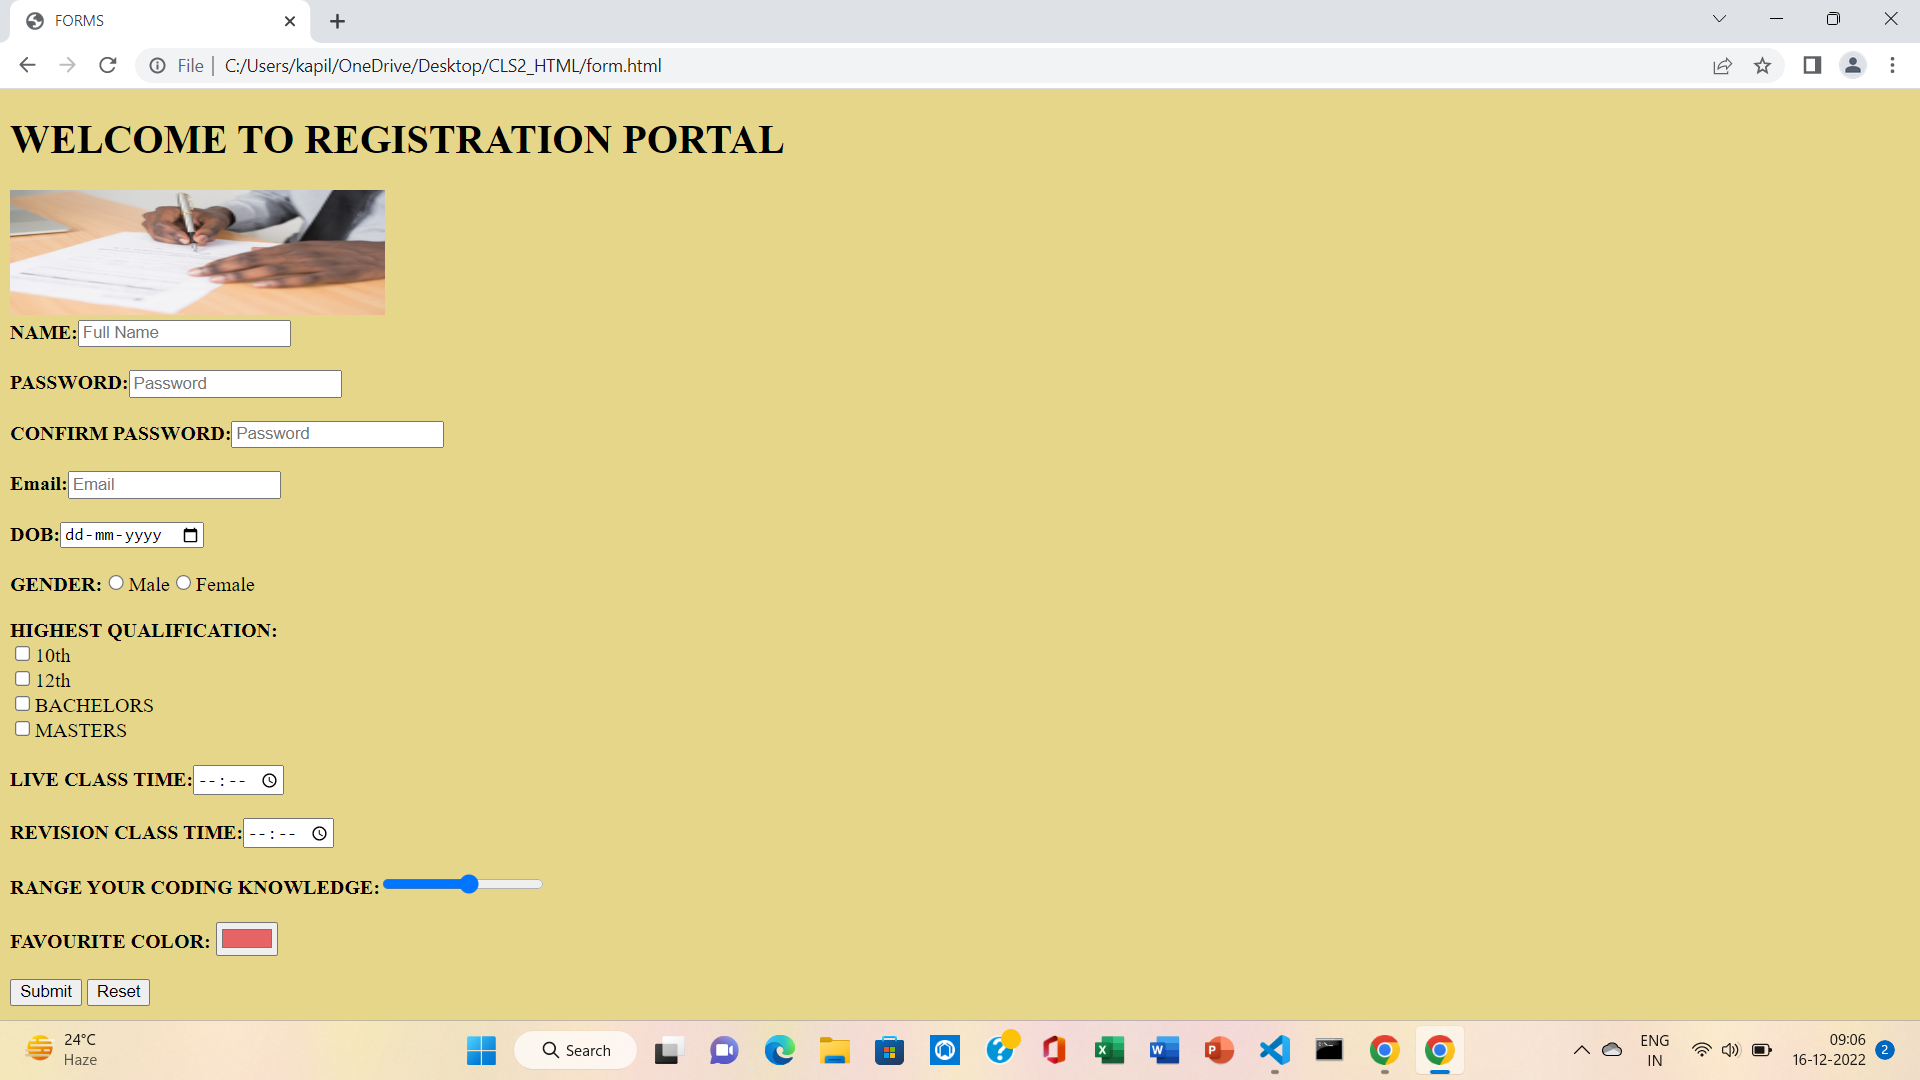 FORMS
File | C:/Users/kapil/OneDrive/Desktop/CLS2_HTML/form.html
WELCOME TO REGISTRATION PORTAL
NAME: Full Name
PASSWORD: Password
CONFIRM PASSWORD: Password
Email: Email
DOB: dd-mm-yyyy
GENDER: Male Female
HIGHEST QUALIFICATION:
10th
12th
BACHELORS
MASTERS
LIVE CLASS TIME: --:--
REVISION CLASS TIME: --:--
RANGE YOUR CODING KNOWLEDGE:
FAVOURITE COLOR:
Submit Reset
24°C
Haze
Search
ENG
IN
09:06
16-12-2022
2